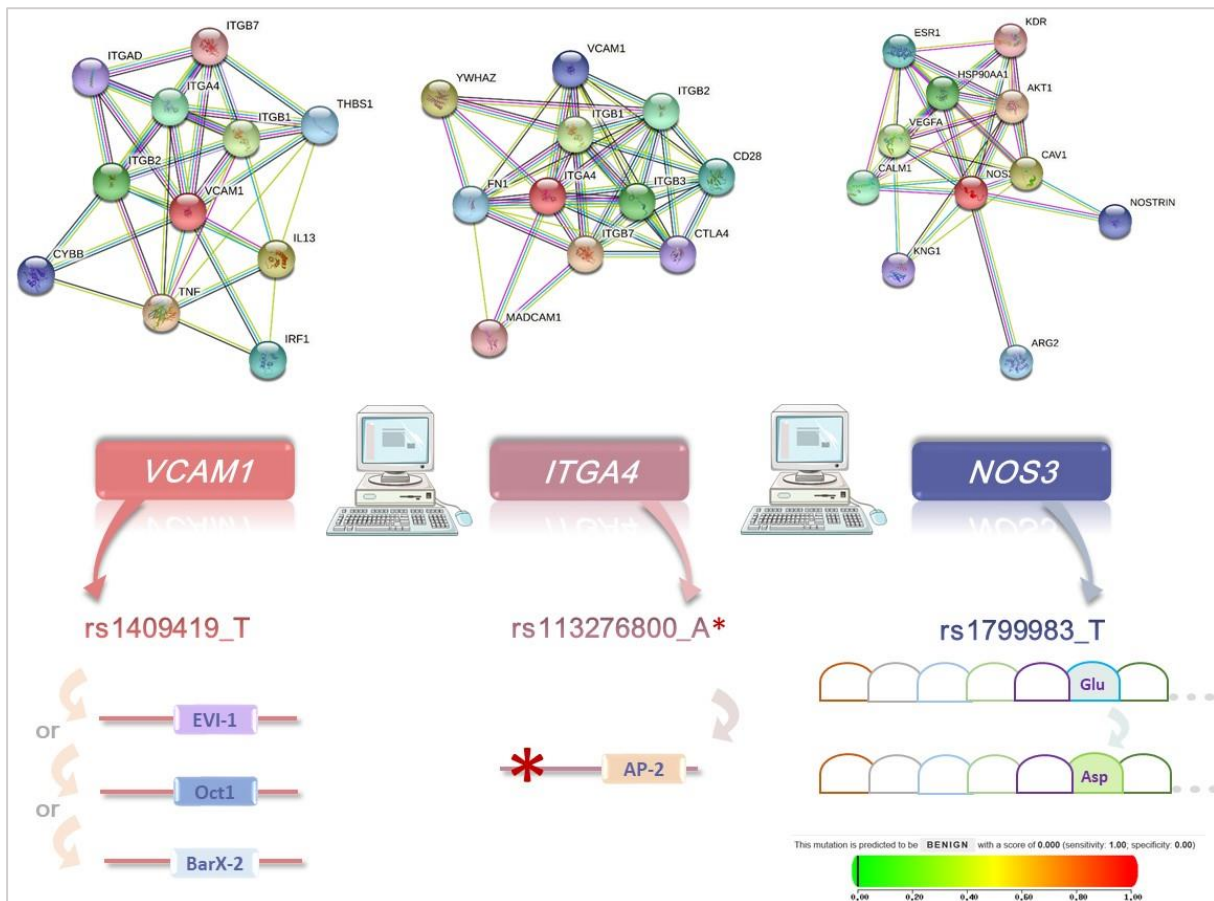 ITGB7
ITGAD
ITGA4
THBS1
ITGB1
ITGB2
VCAM1
IL13
CYBB
TNF
IRF1
VCAM1
YWHAZ
ITGB2
ITGB1
CD28
ITGA4
FN1
ITGB3
CTLA4
ITGB7
MADCAM1
ESR1
KDR
HSP90AA1
AKT1
VEGFA
CALM1
CAV1
NOS3
NOSTRIN
KNG1
ARG2
VCAM1
ITGA4
NOS3
rs1409419_T
rs113276800_A*
rs1799983_T
EVI-1
or
Oct1
or
BarX-2
* AP-2
Glu
Asp
This mutation is predicted to be BENIGN with a score of 0.000 (sensitivity: 1.00; specificity: 0.00)
0.00 0.20 0.40 0.60 0.80 1.00